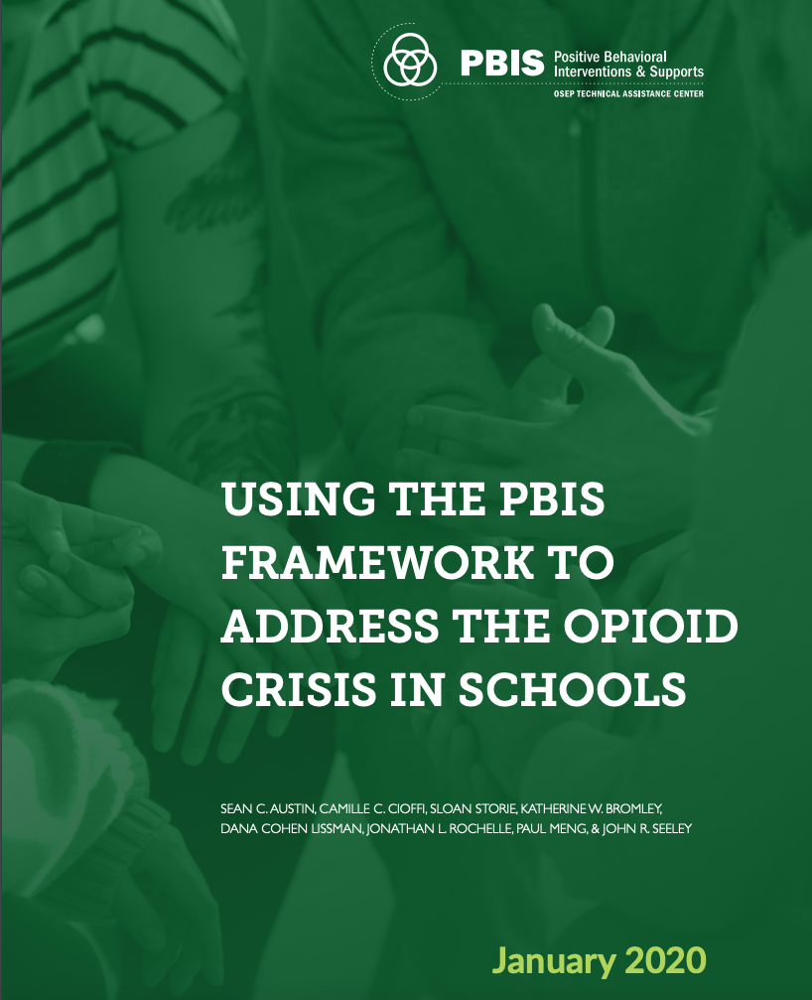 PBIS
Positive Behavioral
Interventions & Supports
OSEP TECHNICAL ASSISTANCE CENTER
USING THE PBIS
FRAMEWORK TO
ADDRESS THE OPIOID
CRISIS IN SCHOOLS
SEAN C. AUSTIN, CAMILLE C. CIOFFI, SLOAN STORIE, KATHERINE W. BROMLEY,
DANA COHEN LISSMAN, JONATHAN L. ROCHELLE, PAUL MENG, & JOHN R. SEELEY
January 2020